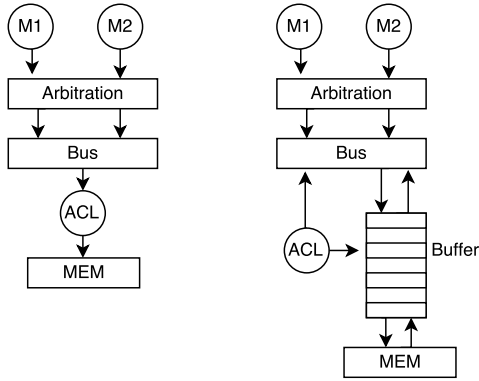 M1
M2
Arbitration
Bus
ACL
MEM
M1
M2
Arbitration
Bus
ACL
Buffer
MEM